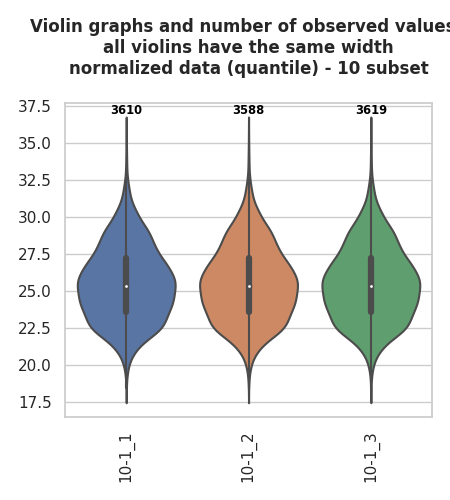 Violin graphs and number of observed values
all violins have the same width
normalized data (quantile) - 10 subset
37.5
3610 3588 3619
35.0
32.5
30.0
27.5
25.0
22.5
20.0
17.5
10-1_1 10-1_2 10-1_3